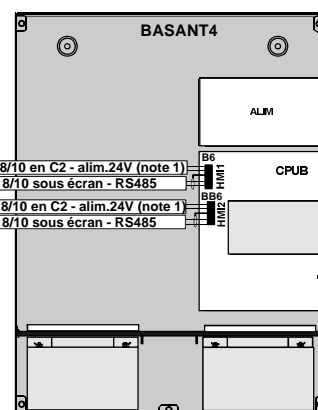 BASANT4
ALIM
B6
8/10 en C2 - alim.24V (note 1)
8/10 sous écran - RS485
HMI1
CPUB
BB6
8/10 en C2 - alim.24V (note 1)
8/10 sous écran - RS485
HMI2